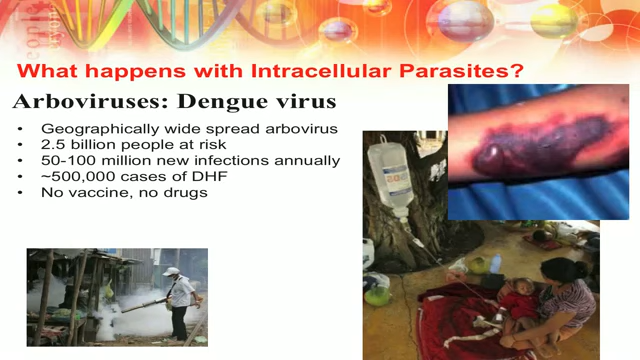 What happens with Intracellular Parasites?
Arboviruses: Dengue virus
• Geographically wide spread arbovirus
• 2.5 billion people at risk
• 50-100 million new infections annually
• ~500,000 cases of DHF
• No vaccine, no drugs